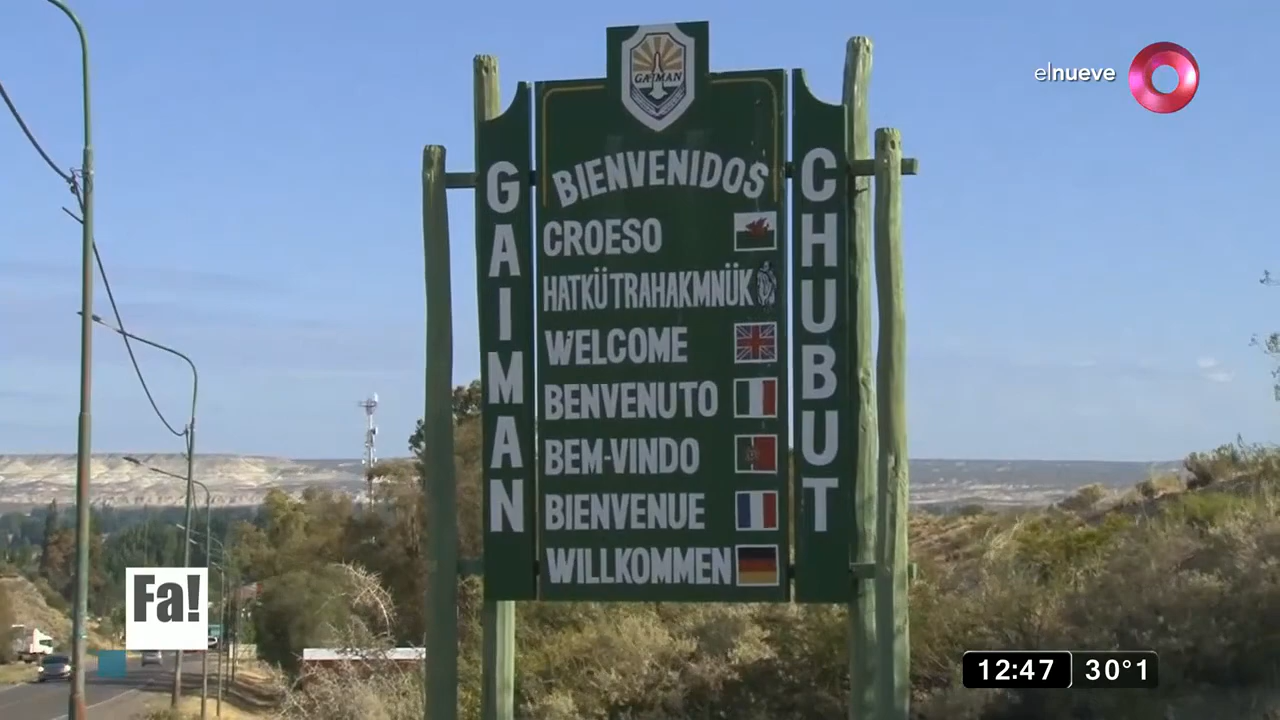 elnueve
GAIMAN
BIENVENIDOS
CROESO
HATKÜTRAHAKMNÜK
WELCOME
BENVENUTO
BEM-VINDO
BIENVENUE
WILLKOMMEN
GAIMAN
CHUBUT
Fa!
12:47 30°1